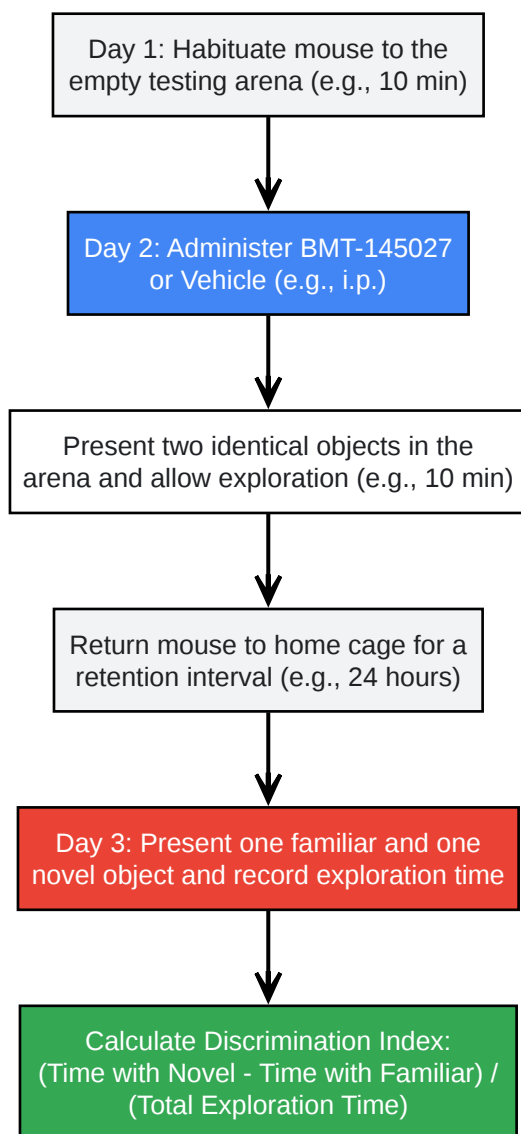 Day 1: Habituate mouse to the
empty testing arena (e.g., 10 min)
Day 2: Administer BMT-145027
or Vehicle (e.g., i.p.)
Present two identical objects in the
arena and allow exploration (e.g., 10 min)
Return mouse to home cage for a
retention interval (e.g., 24 hours)
Day 3: Present one familiar and one
novel object and record exploration time
Calculate Discrimination Index:
(Time with Novel - Time with Familiar) /
(Total Exploration Time)